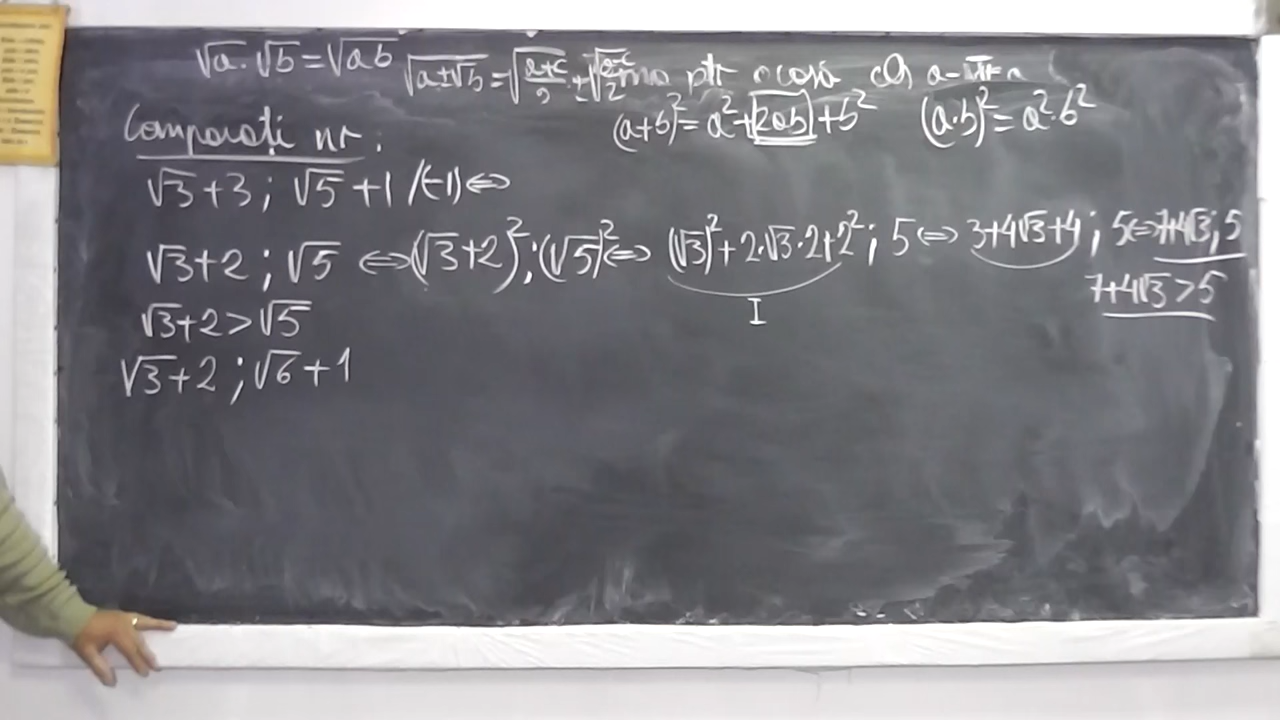 √a·√b=√ab
√a±√b=√a+c/2±√a-c/2
(a+b)²=a²+2ab+b² (a·b)²=a²·b²
Comparați nr:
√3+3; √5+1 /(-1)⇔
√3+2; √5 ⇔(√3+2)²;(√5)²⇔ (√3)²+2·√3·2+2²; 5⇔ 3+4√3+4; 5⇔7+4√3; 5
I
7+4√3>5
√3+2>√5
√3+2; √6+1